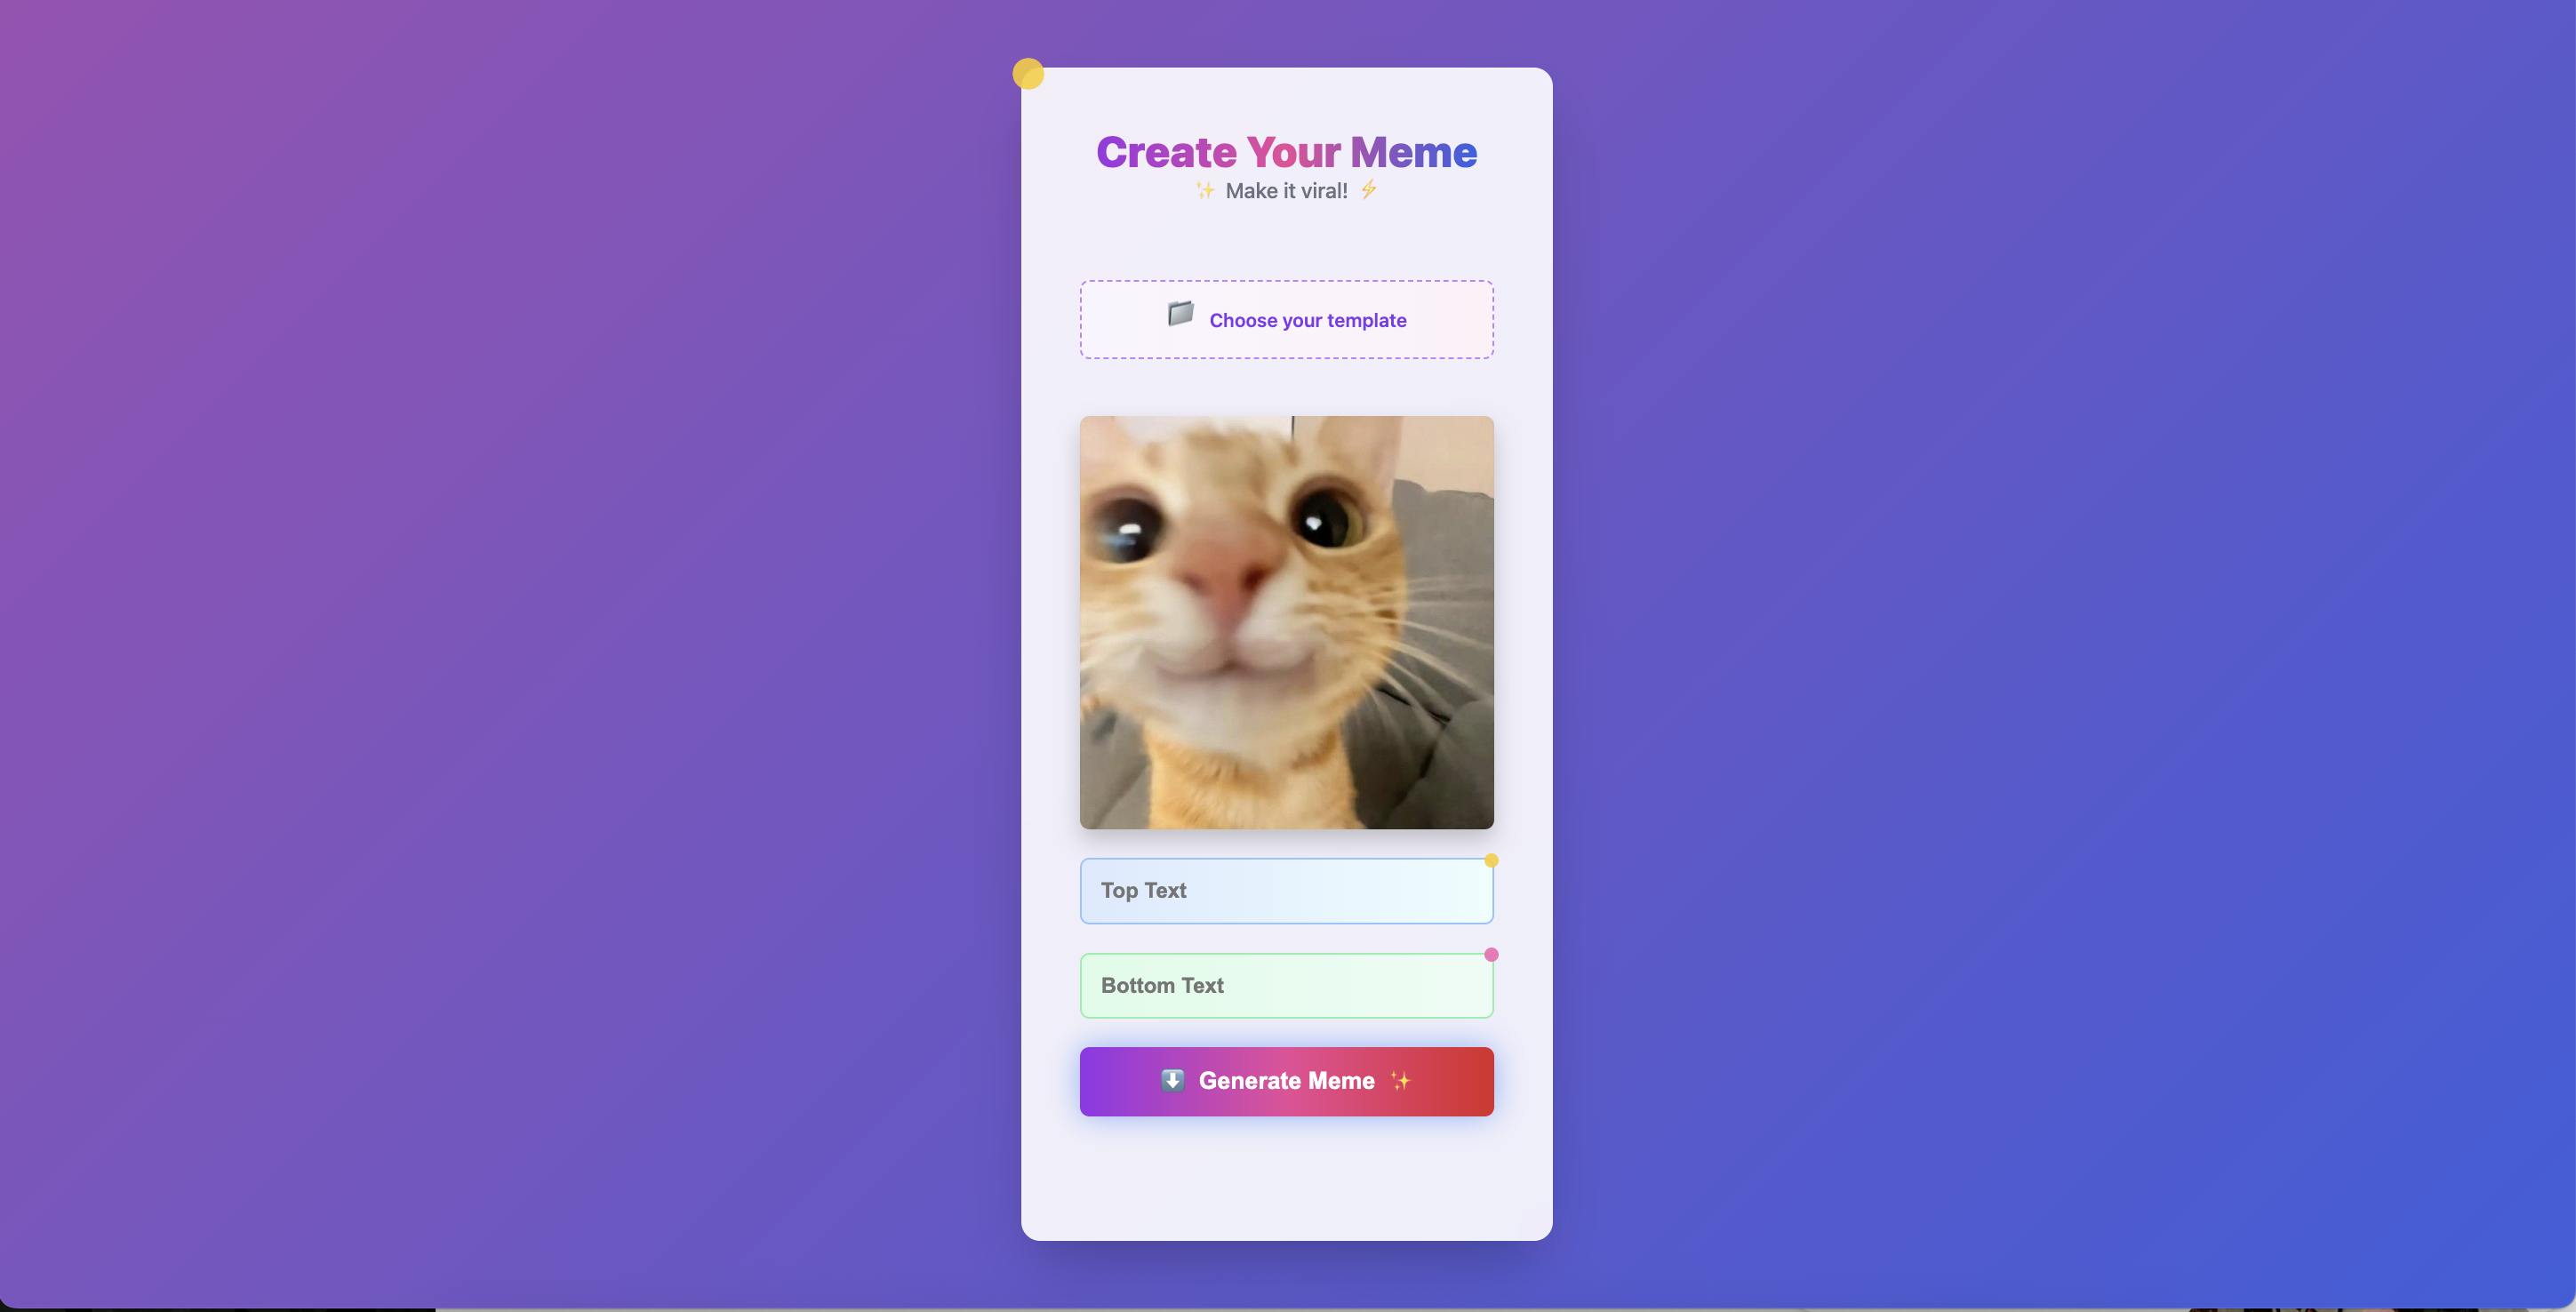 Create Your Meme
✨ Make it viral! ⚡
Choose your template
Top Text
Bottom Text
⬇️ Generate Meme ✨